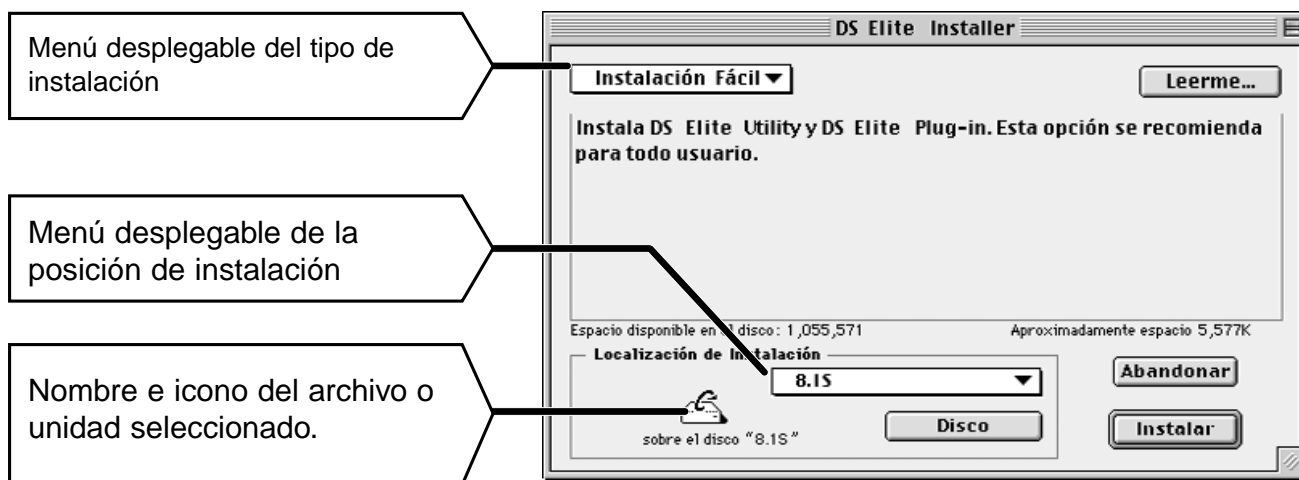 Menú desplegable del tipo de
instalación
DS Elite Installer
Instalación Fácil
Leerme...
Instala DS Elite Utility y DS Elite Plug-in. Esta opción se recomienda
para todo usuario.
Menú desplegable de la
posición de instalación
Espacio disponible en el disco: 1,055,571
Aproximadamente espacio 5,577K
Localización de Instalación
8.1S
Abandonar
Nombre e icono del archivo o
unidad seleccionado.
Disco
Instalar
sobre el disco "8.1S"